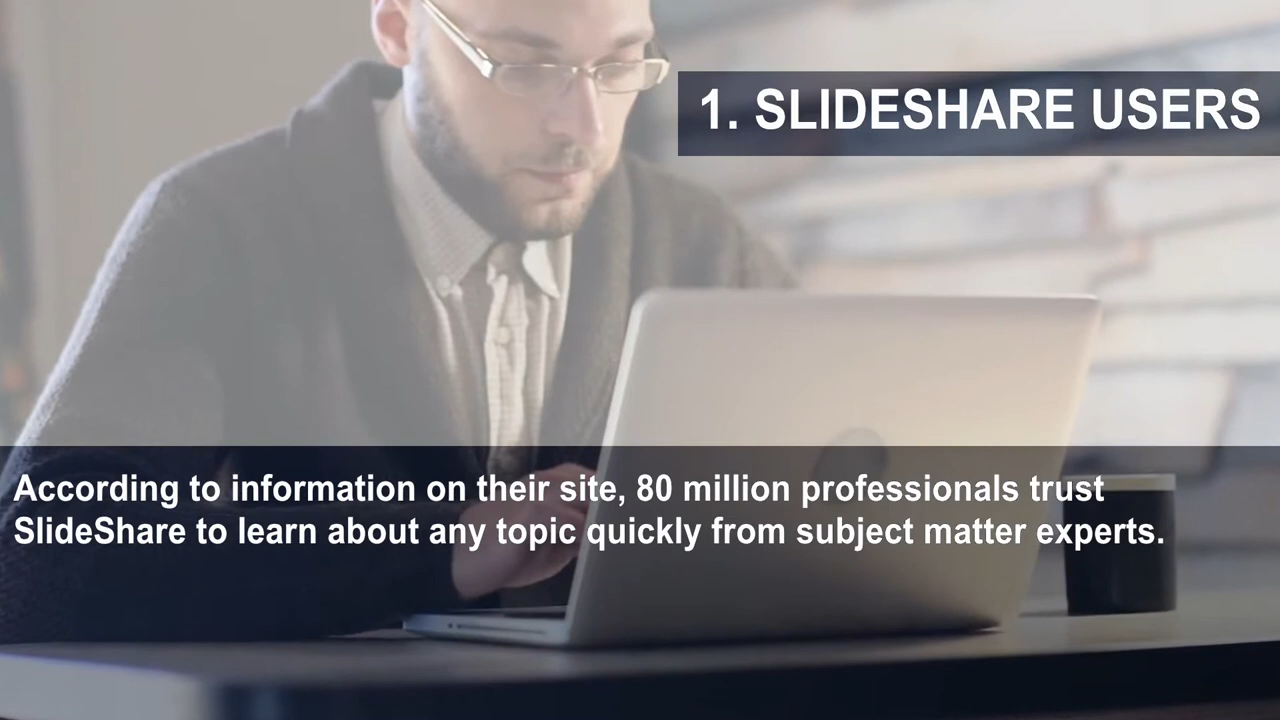 1. SLIDESHARE USERS
According to information on their site, 80 million professionals trust
SlideShare to learn about any topic quickly from subject matter experts.